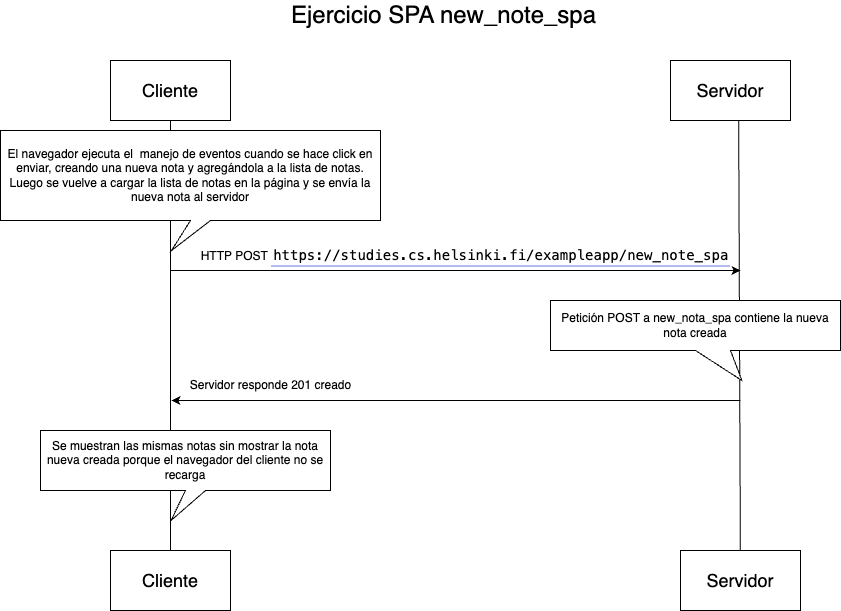 Ejercicio SPA new_note_spa
Cliente
Servidor
El navegador ejecuta el  manejo de eventos cuando se hace click en
enviar, creando una nueva nota y agregándola a la lista de notas.
Luego se vuelve a cargar la lista de notas en la página y se envía la
nueva nota al servidor
HTTP POST https://studies.cs.helsinki.fi/exampleapp/new_note_spa
Petición POST a new_nota_spa contiene la nueva
nota creada
Servidor responde 201 creado
Se muestran las mismas notas sin mostrar la nota
nueva creada porque el navegador del cliente no se
recarga
Cliente
Servidor